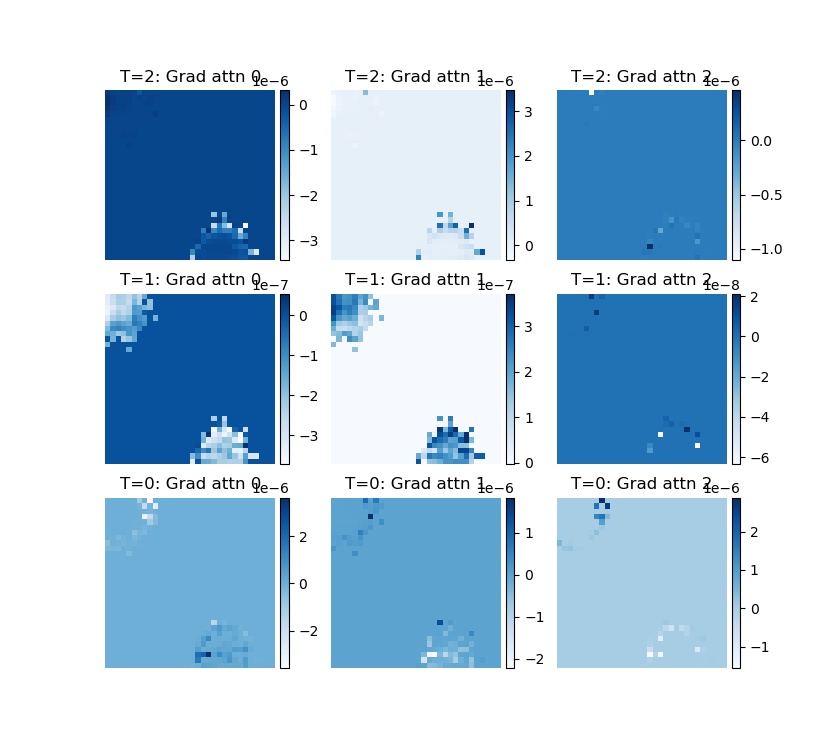 T=2: Grad attn 0
1e−6
T=2: Grad attn 1
1e−6
T=2: Grad attn 2
1e−6
0
−1
−2
−3
3
2
1
0
0.0
−0.5
−1.0
T=1: Grad attn 0
1e−7
T=1: Grad attn 1
1e−7
T=1: Grad attn 2
1e−8
0
−1
−2
−3
3
2
1
0
2
0
−2
−4
−6
T=0: Grad attn 0
1e−6
T=0: Grad attn 1
1e−6
T=0: Grad attn 2
1e−6
2
0
−2
1
0
−1
−2
2
1
0
−1